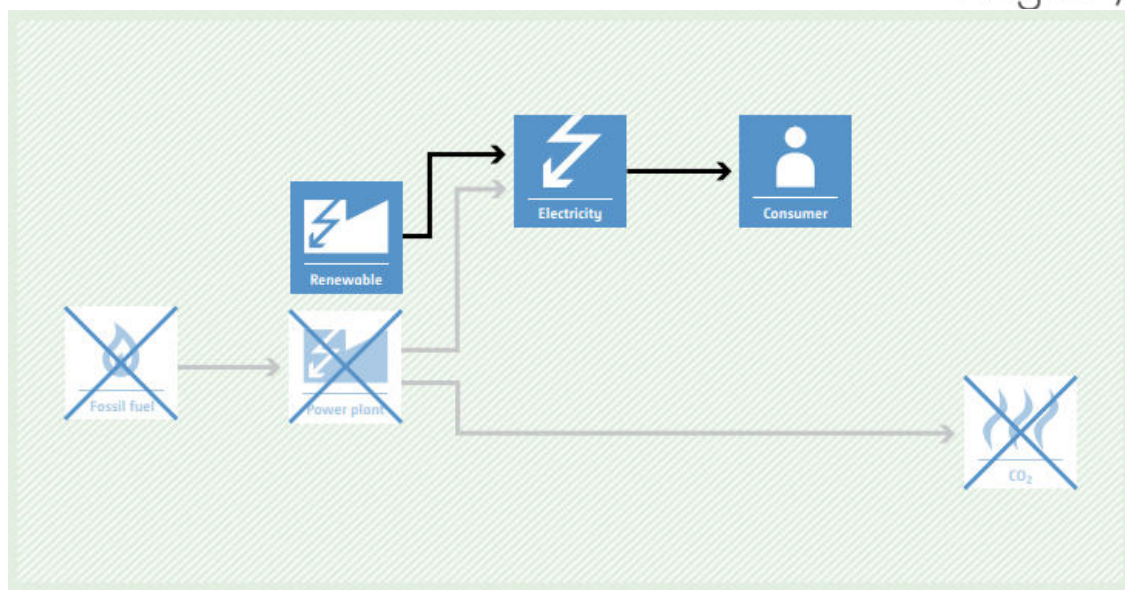 Electricity
Consumer
Renewable
Fossil fuel
Power plant
CO₂